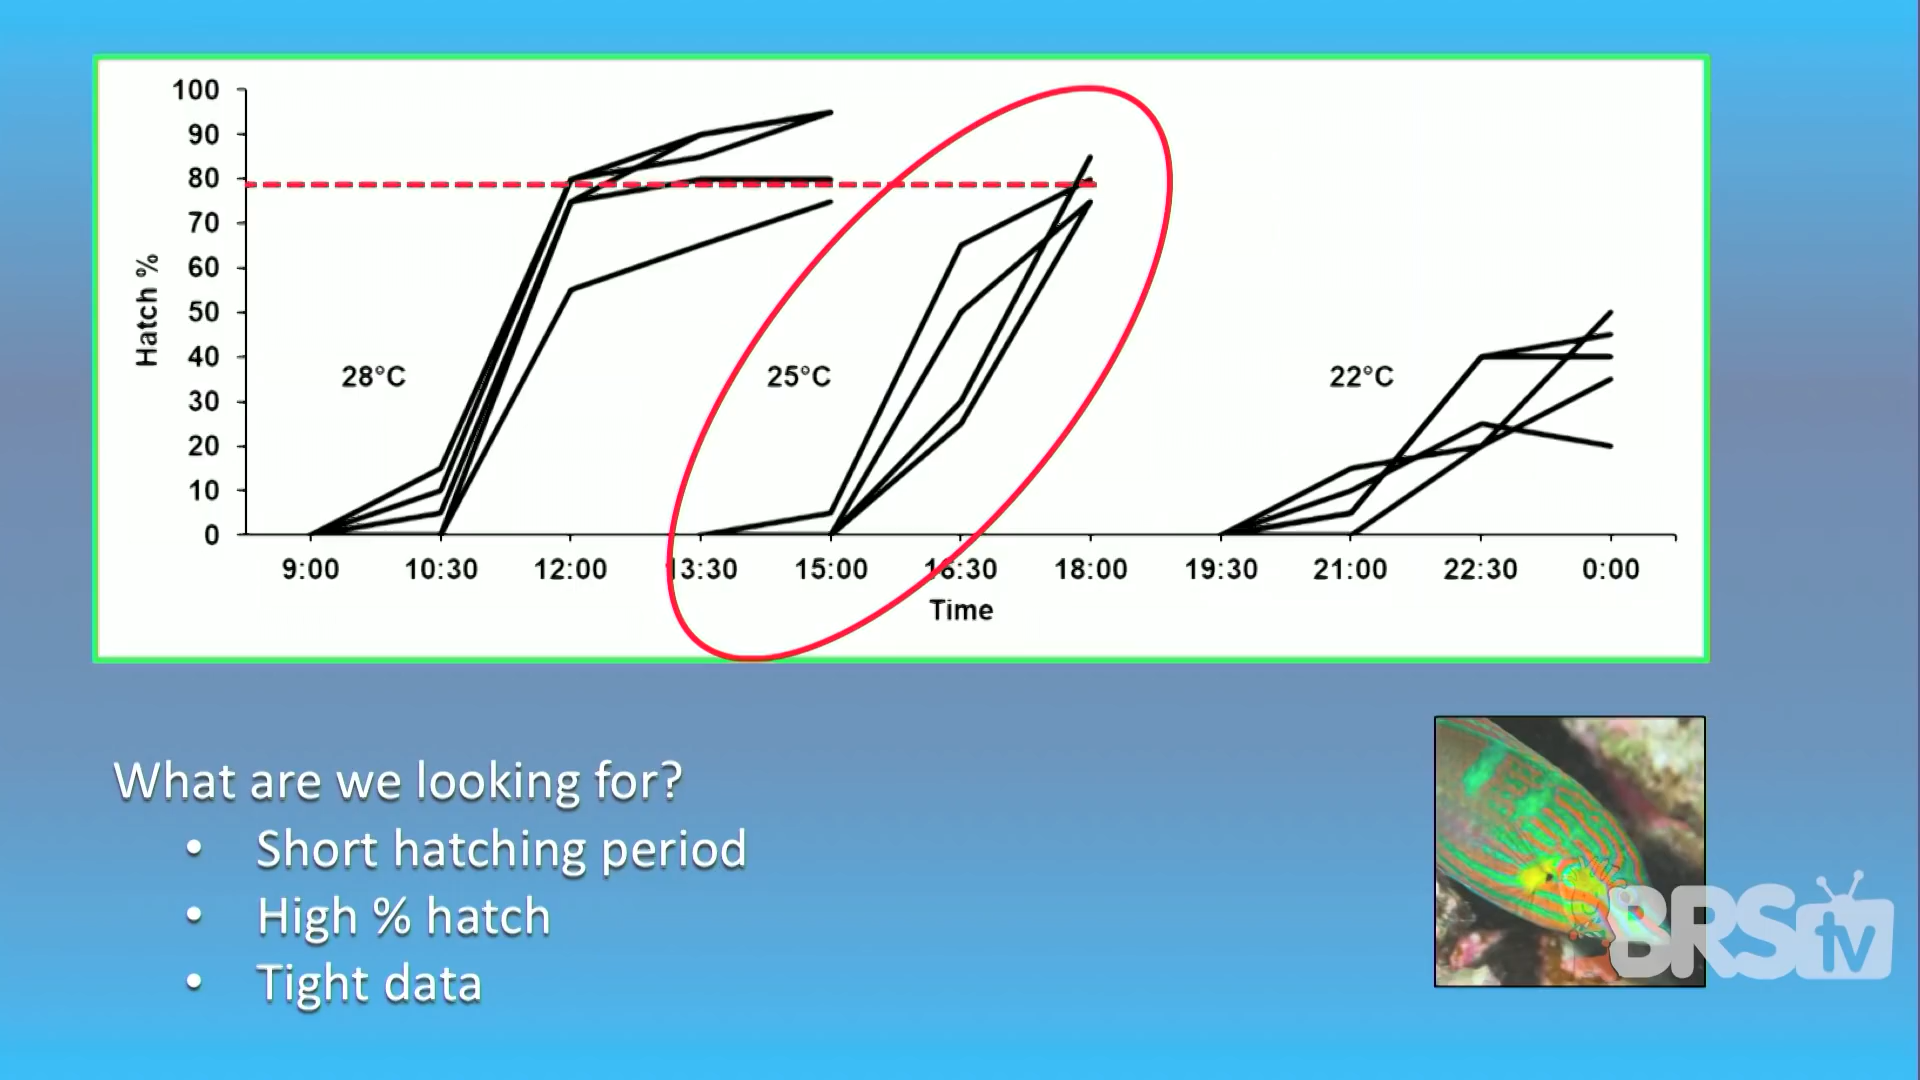 100
90
80
70
60
50
40
30
20
10
0
Hatch %
28°C
25°C
22°C
9:00 10:30 12:00 13:30 15:00 16:30 18:00 19:30 21:00 22:30 0:00
Time
What are we looking for?
• Short hatching period
• High % hatch
• Tight data
BRStv